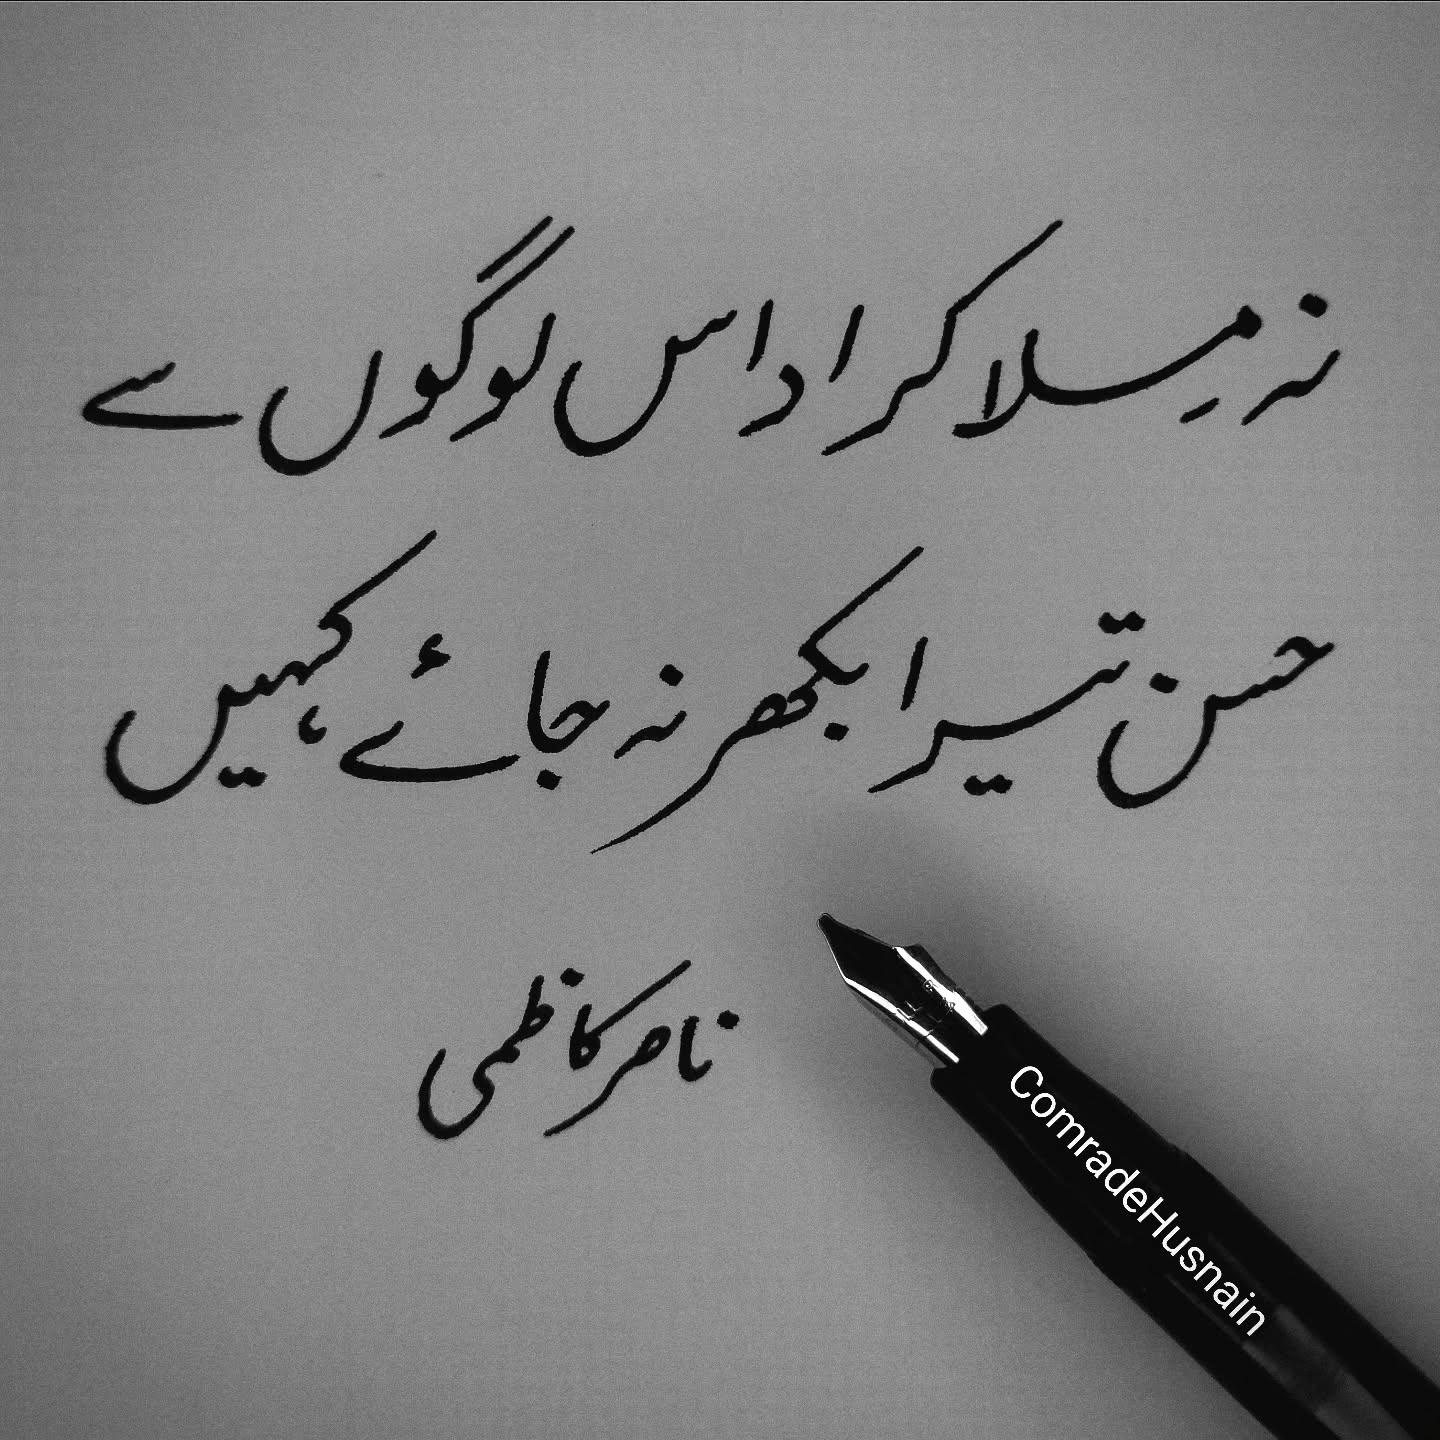 نہ مِلا کر اداس لوگوں سے
حسن تیرا بکھر نہ جائے کہیں
ناصر کاظمی
ComradeHusnain